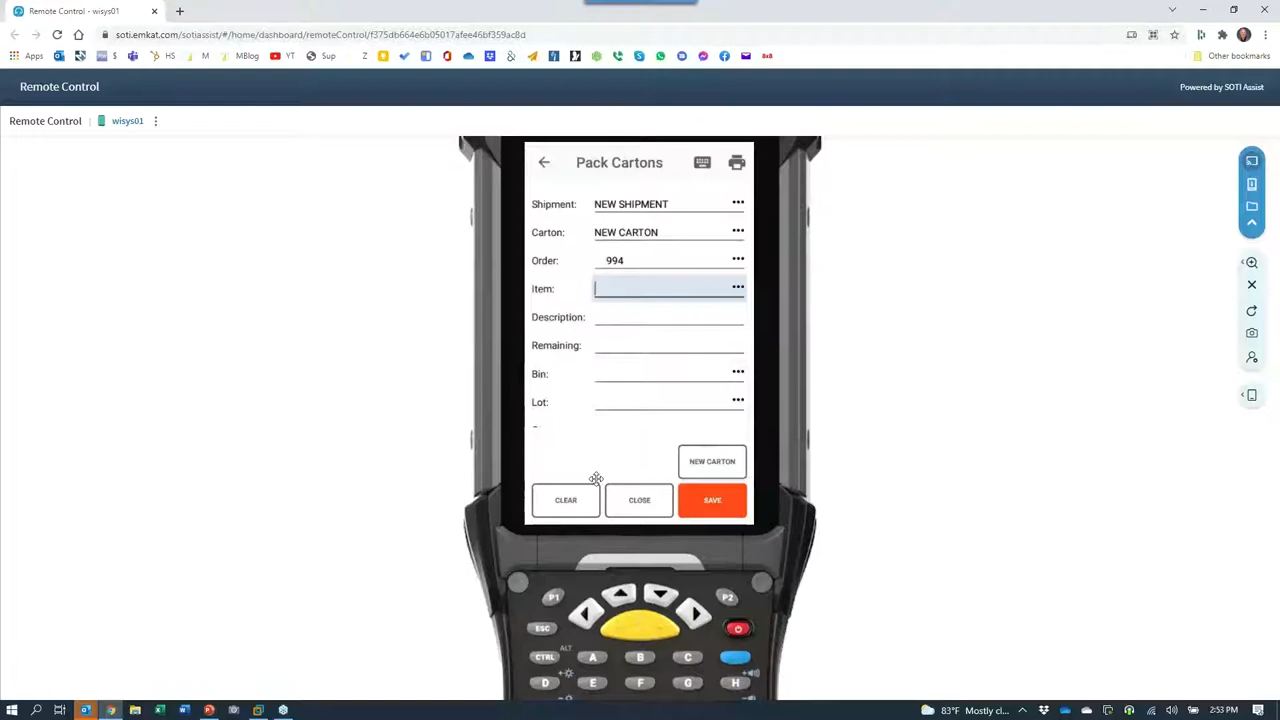 Remote Control - wisys01
soti.emkat.com/sotiassist/#/home/dashboard/remoteControl/f375db664e6b05017afee46bf359ac8d
Apps
$
HS
M
MBlog
YT
Sup
Z
8x8
Other bookmarks
Remote Control
Powered by SOTI Assist
Remote Control | wisys01
Pack Cartons
Shipment: NEW SHIPMENT
Carton: NEW CARTON
Order: 994
Item:
Description:
Remaining:
Bin:
Lot:
NEW CARTON
CLEAR CLOSE SAVE
P1 P2
ESC
ALT
CTRL A B C
D E F G H
83°F Mostly cl...
2:53 PM